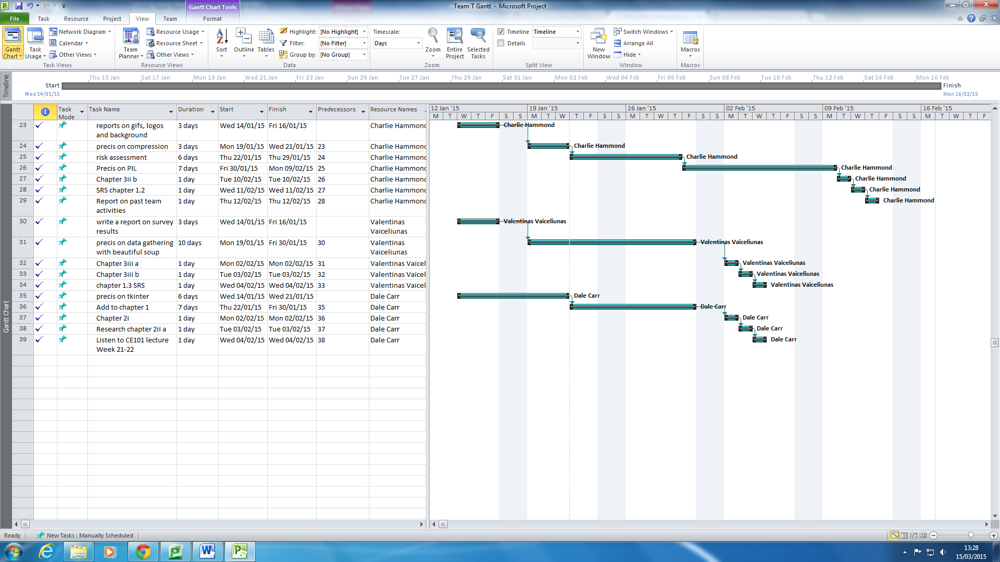 Gantt Chart Tools
Team T Gantt - Microsoft Project
File Task Resource Project View Team Format
Gantt Chart
Task Usage
Network Diagram
Calendar
Other Views
Task Views
Team Planner
Resource Usage
Resource Sheet
Other Views
Resource Views
Sort
Outline
Tables
Highlight: [No Highlight]
Filter: [No Filter]
Group by: [No Group]
Data
Timescale:
Days
Zoom
Entire Project
Selected Tasks
Zoom
Timeline Timeline
Details
Split View
New Window
Switch Windows
Arrange All
Hide
Window
Macros
Macros
Timeline
Thu 15 Jan Sat 17 Jan Mon 19 Jan Wed 21 Jan Fri 23 Jan Sun 25 Jan Tue 27 Jan Thu 29 Jan Sat 31 Jan Mon 02 Feb Wed 04 Feb Fri 06 Feb Sun 08 Feb Tue 10 Feb Thu 12 Feb Sat 14 Feb Mon 16 Feb
Start Finish
Wed 14/01/15 Mon 16/02/15
Gantt Chart
Task Mode Task Name Duration Start Finish Predecessors Resource Names
12 Jan '15 19 Jan '15 26 Jan '15 02 Feb '15 09 Feb '15 16 Feb '15
M T W T F S S M T W T F S S M T W T F S S M T W T F S S M T W T F S S M T W T F
23 reports on gifs, logos and background 3 days Wed 14/01/15 Fri 16/01/15 Charlie Hammond Charlie Hammond
24 precis on compression 3 days Mon 19/01/15 Wed 21/01/15 23 Charlie Hammond Charlie Hammond
25 risk assessment 6 days Thu 22/01/15 Thu 29/01/15 24 Charlie Hammond Charlie Hammond
26 Precis on PIL 7 days Fri 30/01/15 Mon 09/02/15 25 Charlie Hammond Charlie Hammond
27 Chapter 3ii b 1 day Tue 10/02/15 Tue 10/02/15 26 Charlie Hammond Charlie Hammond
28 SRS chapter 1.2 1 day Wed 11/02/15 Wed 11/02/15 27 Charlie Hammond Charlie Hammond
29 Report on past team activities 1 day Thu 12/02/15 Thu 12/02/15 28 Charlie Hammond Charlie Hammond
30 write a report on survey results 3 days Wed 14/01/15 Fri 16/01/15 Valentinas Vaiceliunas Valentinas Vaiceliunas
31 precis on data gathering with beautiful soup 10 days Mon 19/01/15 Fri 30/01/15 30 Valentinas Vaiceliunas Valentinas Vaiceliunas
32 Chapter 3iii a 1 day Mon 02/02/15 Mon 02/02/15 31 Valentinas Vaicel Valentinas Vaiceliunas
33 Chapter 3iii b 1 day Tue 03/02/15 Tue 03/02/15 32 Valentinas Vaicel Valentinas Vaiceliunas
34 chapter 1.3 SRS 1 day Wed 04/02/15 Wed 04/02/15 33 Valentinas Vaicel Valentinas Vaiceliunas
35 precis on tkinter 6 days Wed 14/01/15 Wed 21/01/15 Dale Carr Dale Carr
36 Add to chapter 1 7 days Thu 22/01/15 Fri 30/01/15 35 Dale Carr Dale Carr
37 Chapter 2i 1 day Mon 02/02/15 Mon 02/02/15 36 Dale Carr Dale Carr
38 Research chapter 2ii a 1 day Tue 03/02/15 Tue 03/02/15 37 Dale Carr Dale Carr
39 Listen to CE101 lecture Week 21-22 1 day Wed 04/02/15 Wed 04/02/15 38 Dale Carr Dale Carr
Ready New Tasks : Manually Scheduled
13:28
15/03/2015